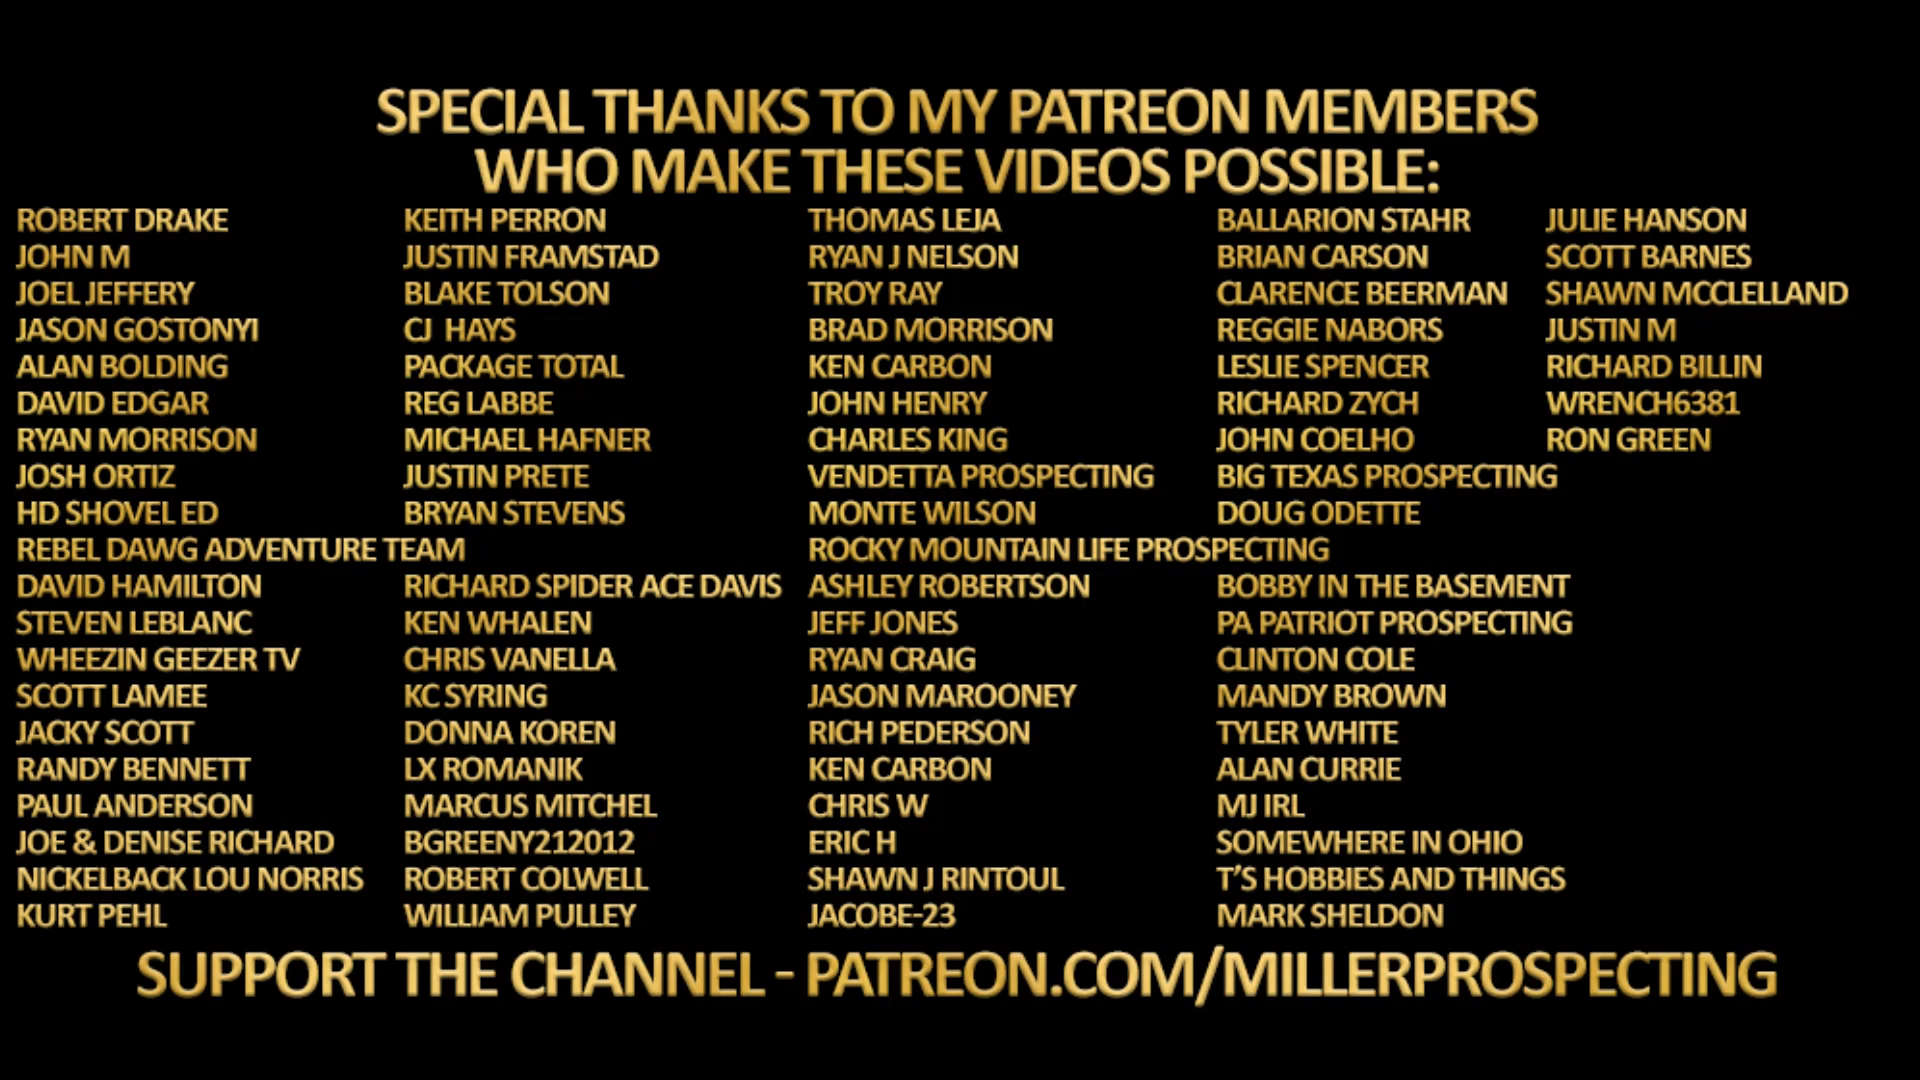 SPECIAL THANKS TO MY PATREON MEMBERS
WHO MAKE THESE VIDEOS POSSIBLE:
ROBERT DRAKE KEITH PERRON THOMAS LEJA BALLARION STAHR JULIE HANSON
JOHN M JUSTIN FRAMSTAD RYAN J NELSON BRIAN CARSON SCOTT BARNES
JOEL JEFFERY BLAKE TOLSON TROY RAY CLARENCE BEERMAN SHAWN MCCLELLAND
JASON GOSTONYI CJ HAYS BRAD MORRISON REGGIE NABORS JUSTIN M
ALAN BOLDING PACKAGE TOTAL KEN CARBON LESLIE SPENCER RICHARD BILLIN
DAVID EDGAR REG LABBE JOHN HENRY RICHARD ZYCH WRENCH6381
RYAN MORRISON MICHAEL HAFNER CHARLES KING JOHN COELHO RON GREEN
JOSH ORTIZ JUSTIN PRETE VENDETTA PROSPECTING BIG TEXAS PROSPECTING
HD SHOVEL ED BRYAN STEVENS MONTE WILSON DOUG ODETTE
REBEL DAWG ADVENTURE TEAM ROCKY MOUNTAIN LIFE PROSPECTING
DAVID HAMILTON RICHARD SPIDER ACE DAVIS ASHLEY ROBERTSON BOBBY IN THE BASEMENT
STEVEN LEBLANC KEN WHALEN JEFF JONES PA PATRIOT PROSPECTING
WHEEZIN GEEZER TV CHRIS VANELLA RYAN CRAIG CLINTON COLE
SCOTT LAMEE KC SYRING JASON MAROONEY MANDY BROWN
JACKY SCOTT DONNA KOREN RICH PEDERSON TYLER WHITE
RANDY BENNETT LX ROMANIK KEN CARBON ALAN CURRIE
PAUL ANDERSON MARCUS MITCHEL CHRIS W MJ IRL
JOE & DENISE RICHARD BGREENY212012 ERIC H SOMEWHERE IN OHIO
NICKELBACK LOU NORRIS ROBERT COLWELL SHAWN J RINTOUL T'S HOBBIES AND THINGS
KURT PEHL WILLIAM PULLEY JACOBE-23 MARK SHELDON
SUPPORT THE CHANNEL - PATREON.COM/MILLERPROSPECTING